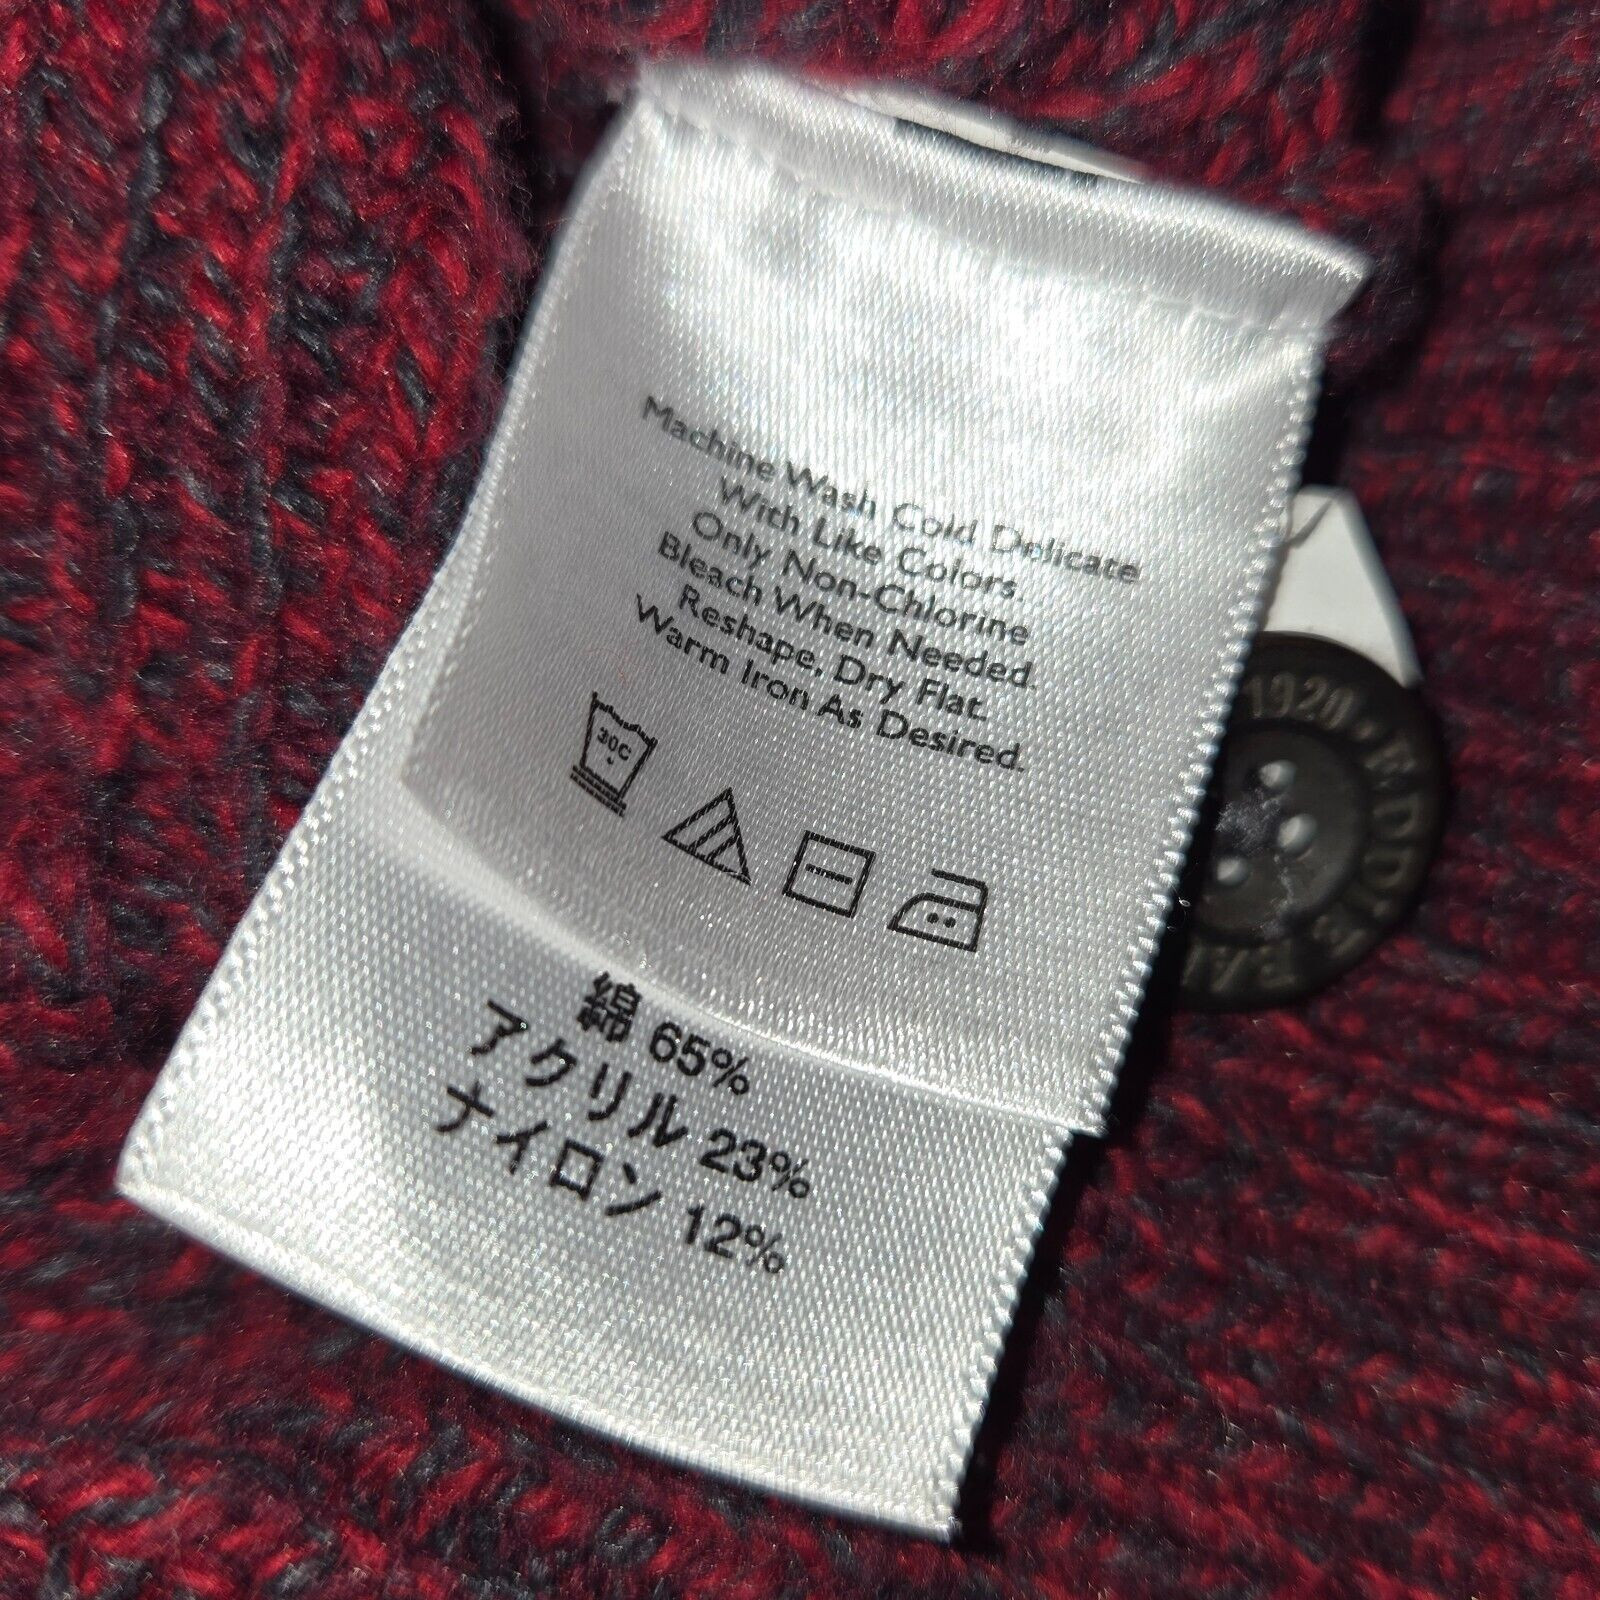 Machine Wash Cold Delicate
With Like Colors.
Only Non-Chlorine
Bleach When Needed.
Reshape, Dry Flat.
Warm Iron As Desired.
30C
綿 65%
アクリル 23%
ナイロン 12%
1920 • EDDIE BAU